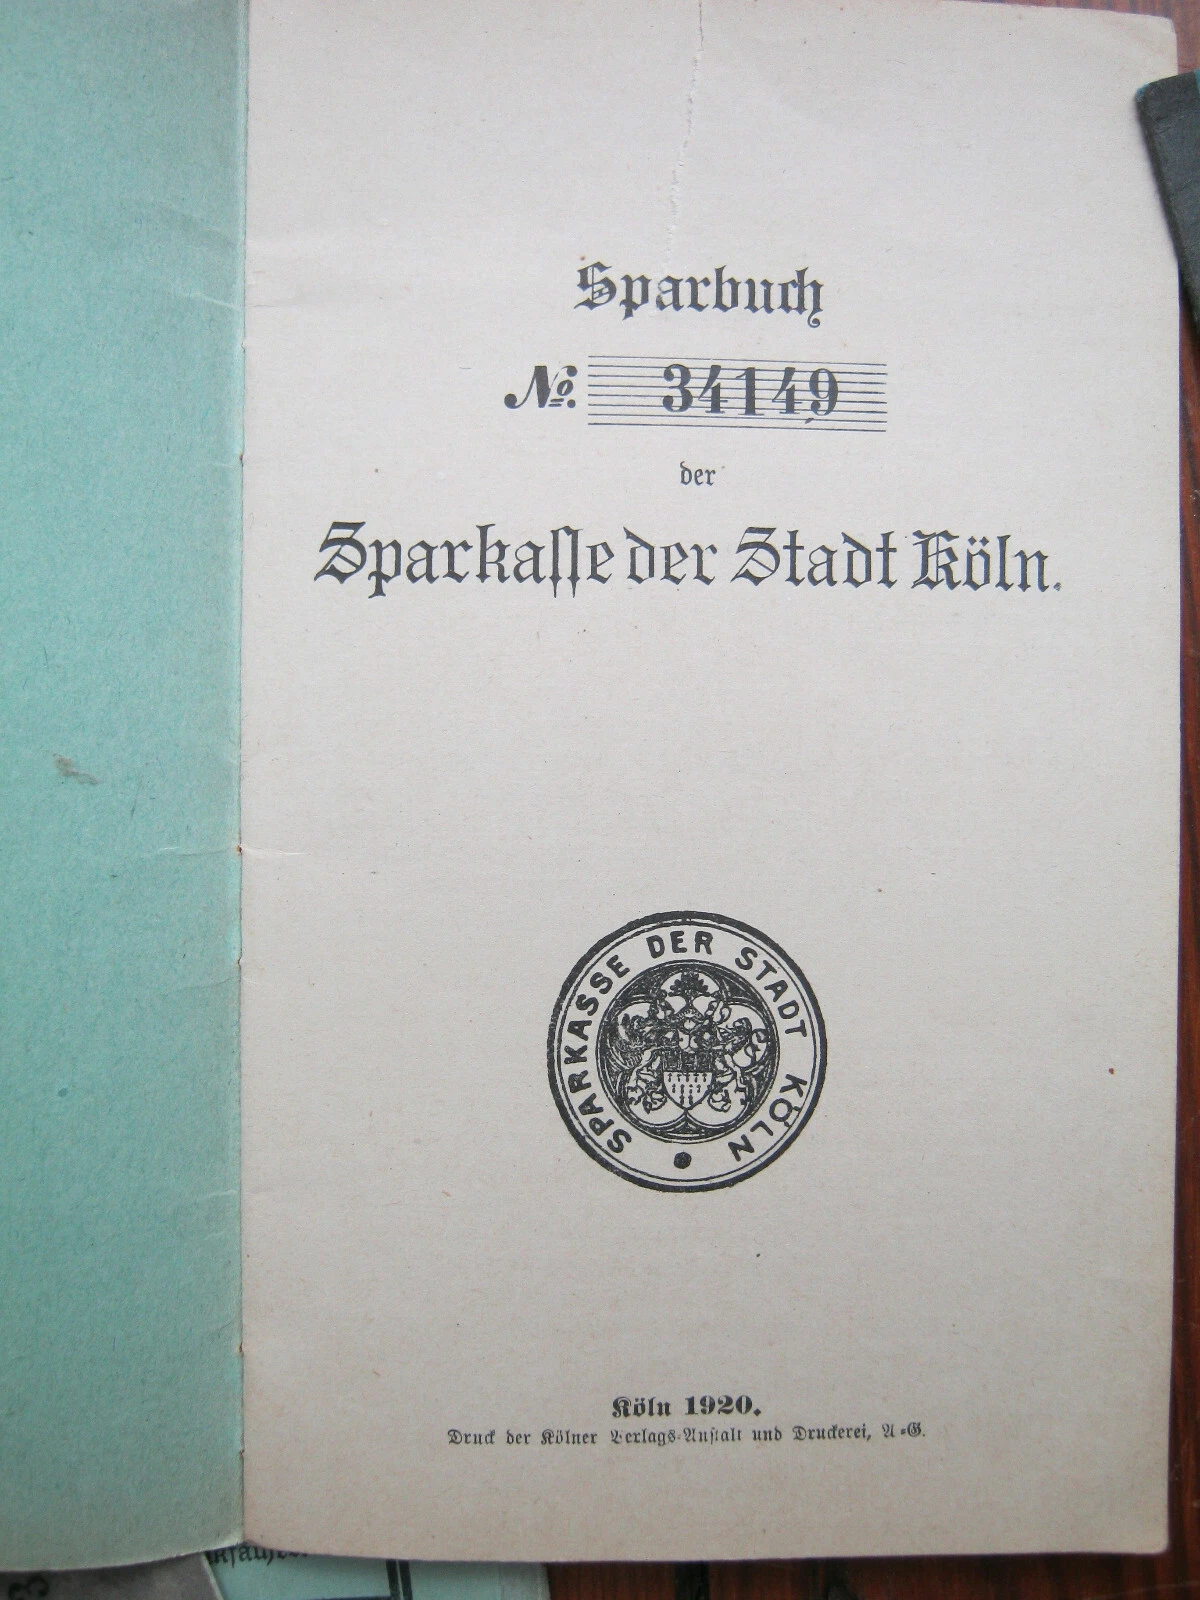 Sparbuch
No. 34149
der
Sparkasse der Stadt Köln.
SPARKASSE DER STADT KÖLN
Köln 1920.
Druck der Kölner Verlags-Anstalt und Druckerei, A-G.